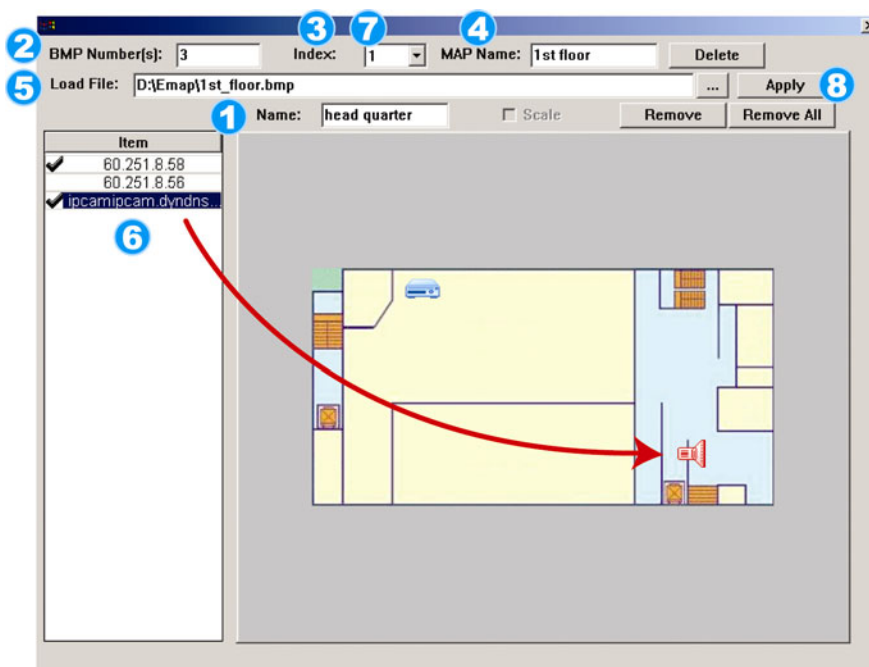 3 7 4
2 BMP Number(s): 3 Index: 1 MAP Name: 1st floor Delete
5 Load File: D:\Emap\1st_floor.bmp ... Apply 8
1 Name: head quarter Scale Remove Remove All
Item
60.251.8.58
60.251.8.56
ipcamipcam.dyndns...
6